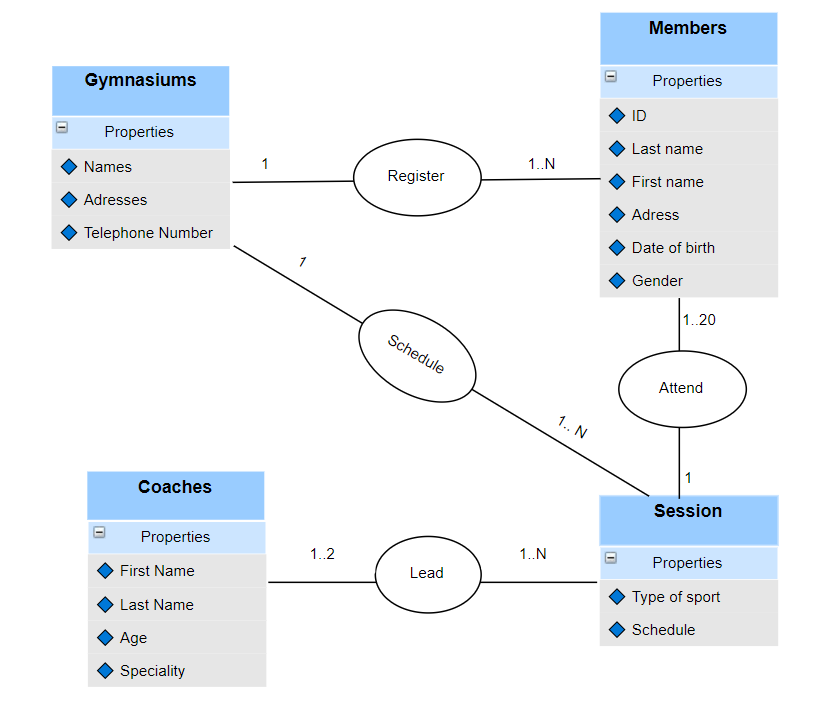 Gymnasiums
Properties
Names
Adresses
Telephone Number
1
Register
1..N
Members
Properties
ID
Last name
First name
Adress
Date of birth
Gender
1
Schedule
1.. N
1..20
Attend
1
Coaches
Properties
First Name
Last Name
Age
Speciality
1..2
Lead
1..N
Session
Properties
Type of sport
Schedule